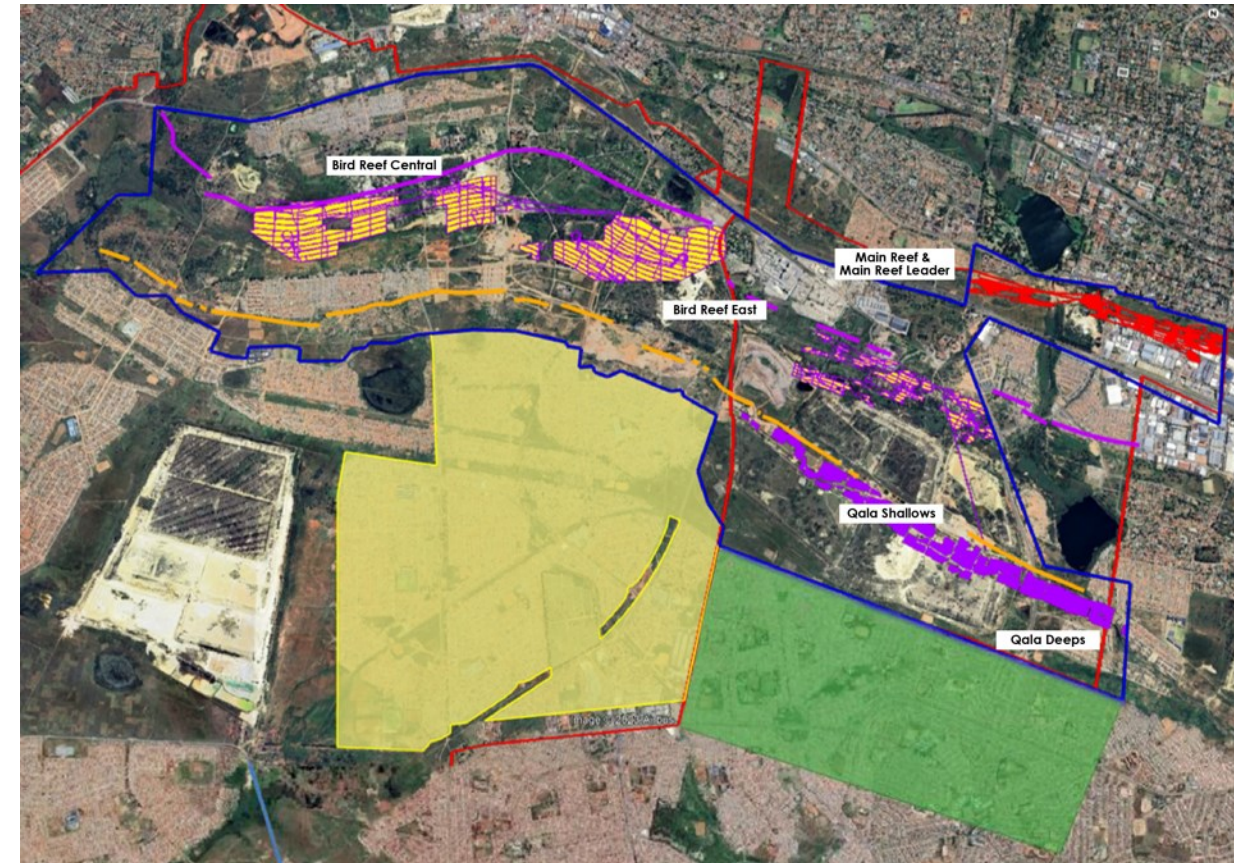 N
Bird Reef Central
Main Reef &
Main Reef Leader
Bird Reef East
Qala Shallows
Qala Deeps